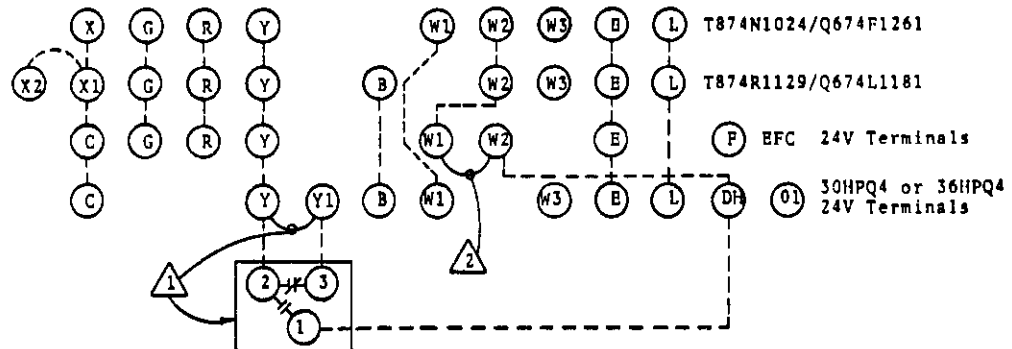 X G R Y W1 W2 W3 E L T874N1024/Q674F1261
X2 X1 G R Y B W2 W3 E L T874R1129/Q674L1181
C G R Y W1 W2 E F EFC 24V Terminals
C Y Y1 B W1 W3 E L DH O1 30HPQ4 or 36HPQ4
24V Terminals
1 2
2 3
1